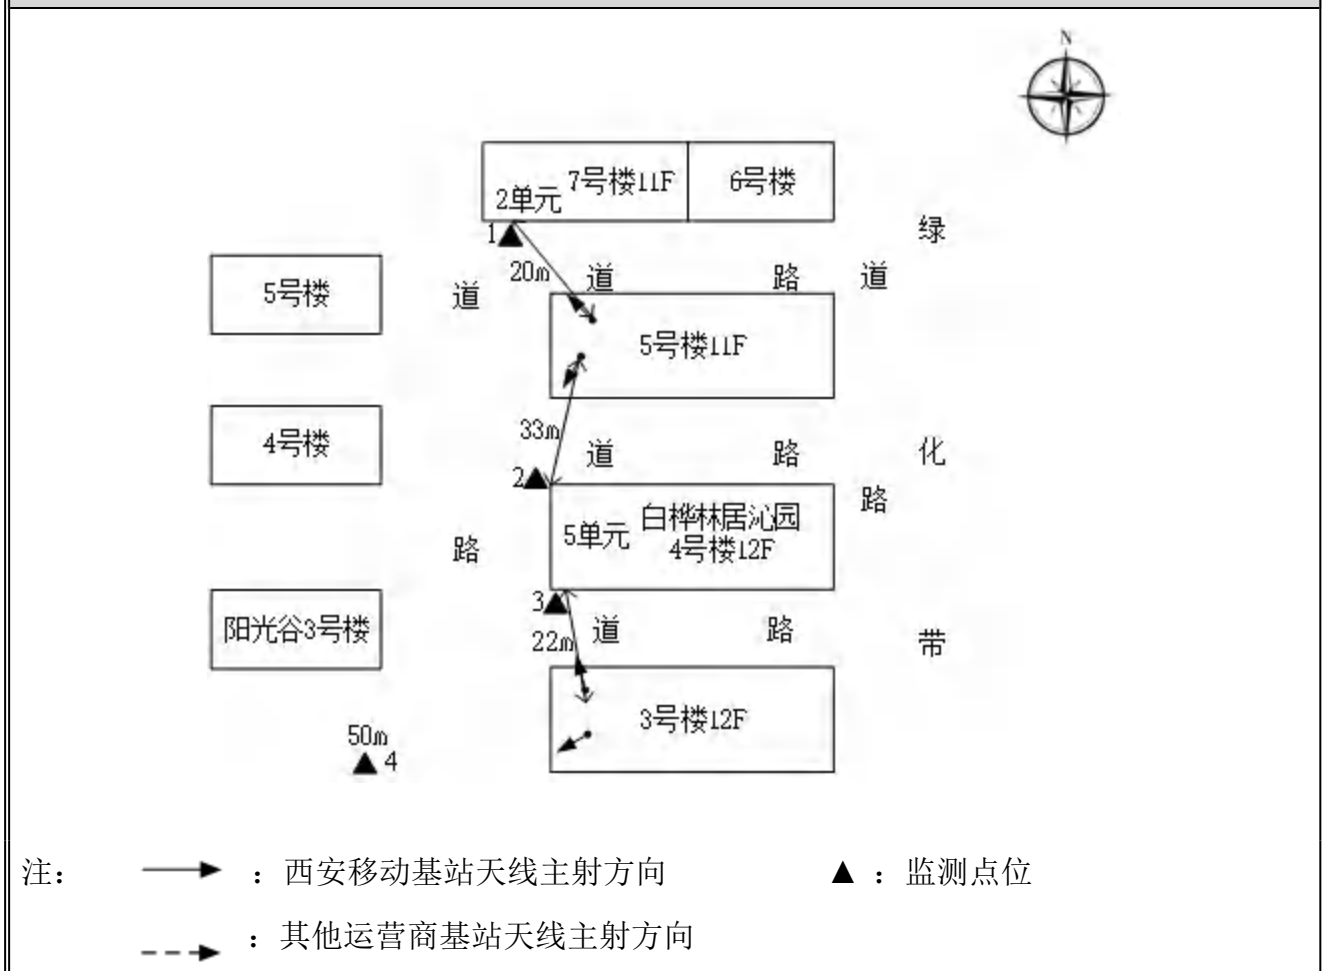 N
7号楼11F
6号楼
2单元
绿
1▲
20m
道
路
道
5号楼
道
5号楼11F
33m
4号楼
道
路
化
2▲
路
白桦林居沁园
5单元
4号楼12F
路
3▲
阳光谷3号楼
22m
道
路
带
3号楼12F
50m
▲4
注：
：西安移动基站天线主射方向
▲：监测点位
：其他运营商基站天线主射方向